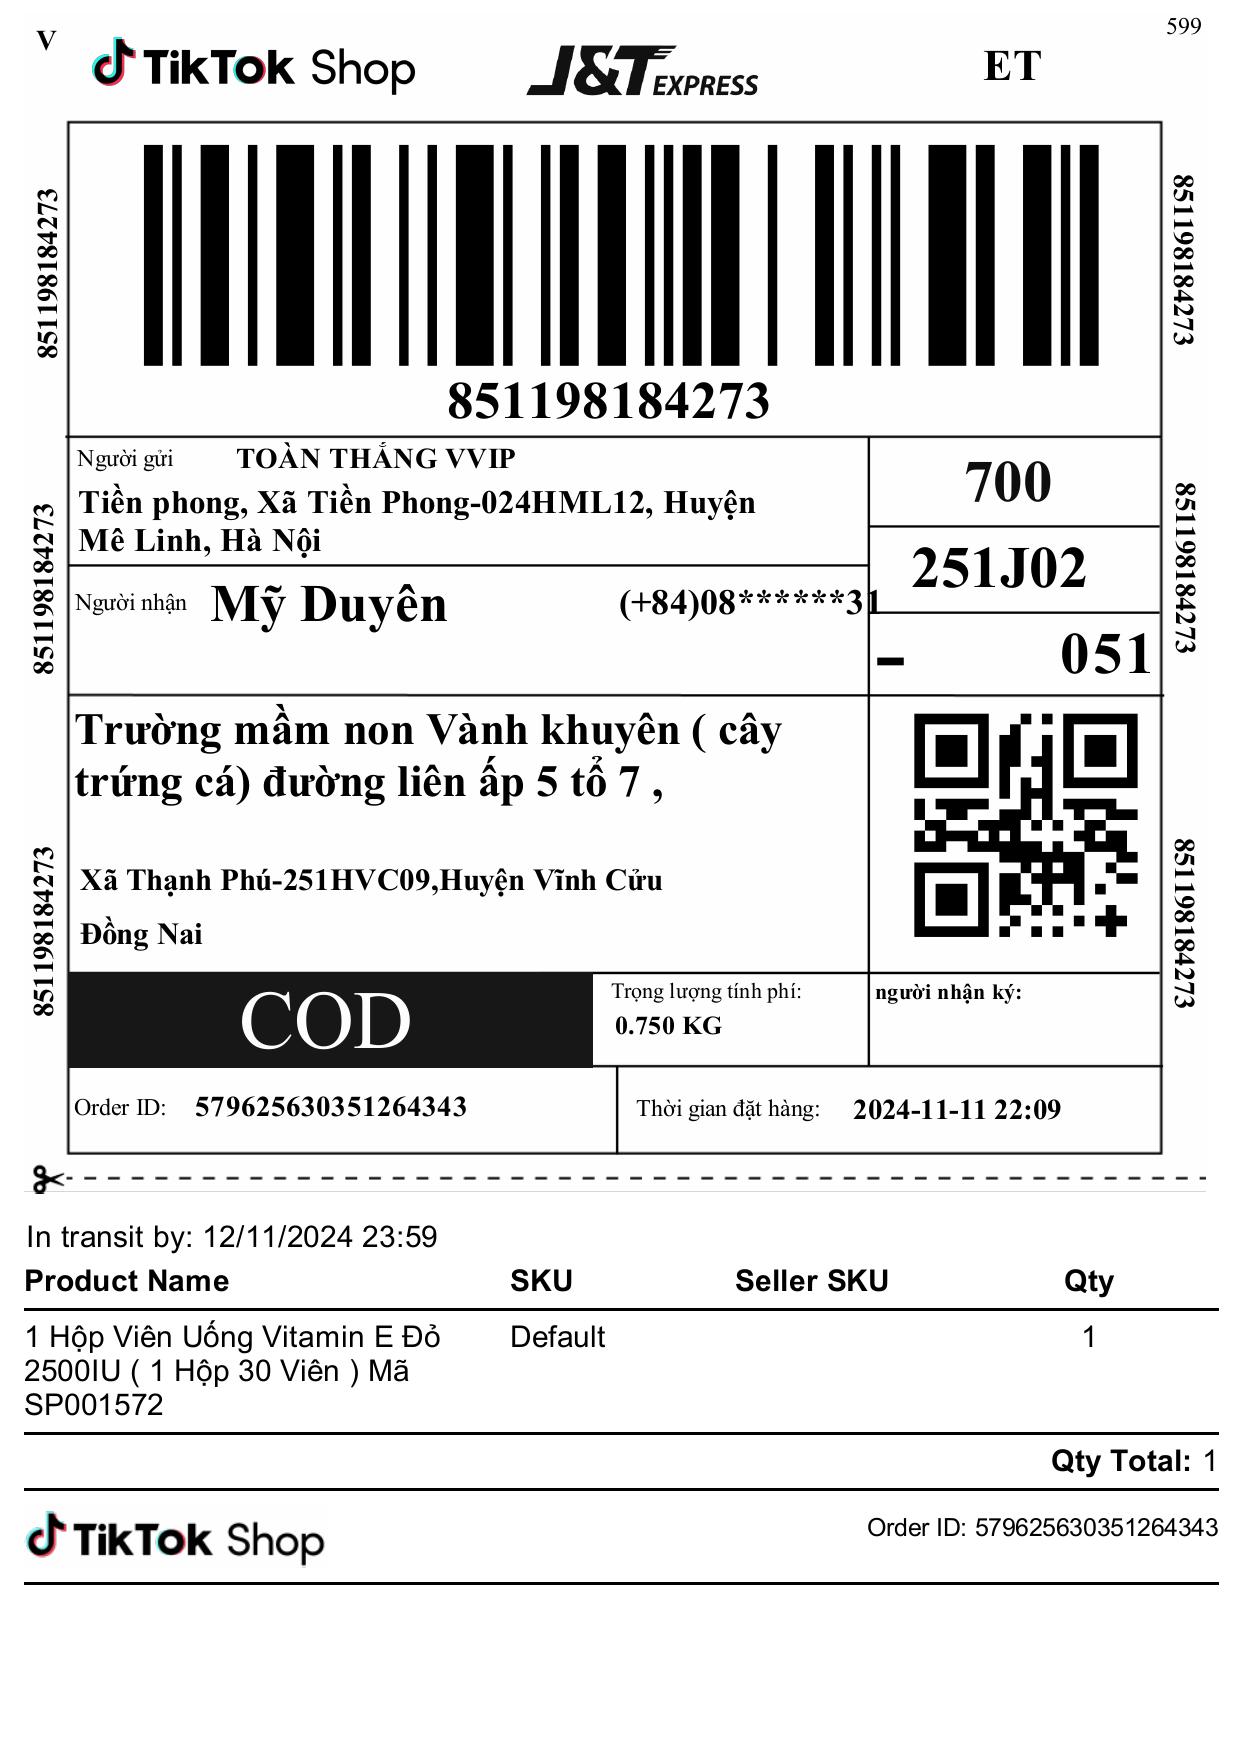 599
V
TikTok Shop
J&T EXPRESS
ET
851198184273
851198184273
851198184273
Người gửi TOÀN THẮNG VVIP
Tiền phong, Xã Tiền Phong-024HML12, Huyện
Mê Linh, Hà Nội
700
251J02
- 051
851198184273
851198184273
Người nhận Mỹ Duyên (+84)08******31
Trường mầm non Vành khuyên ( cây
trứng cá) đường liên ấp 5 tổ 7 ,
Xã Thạnh Phú-251HVC09,Huyện Vĩnh Cửu
Đồng Nai
851198184273
851198184273
COD
Trọng lượng tính phí:
0.750 KG
người nhận ký:
Order ID: 579625630351264343
Thời gian đặt hàng: 2024-11-11 22:09
In transit by: 12/11/2024 23:59
Product Name SKU Seller SKU Qty
1 Hộp Viên Uống Vitamin E Đỏ Default 1
2500IU ( 1 Hộp 30 Viên ) Mã
SP001572
Qty Total: 1
TikTok Shop
Order ID: 579625630351264343